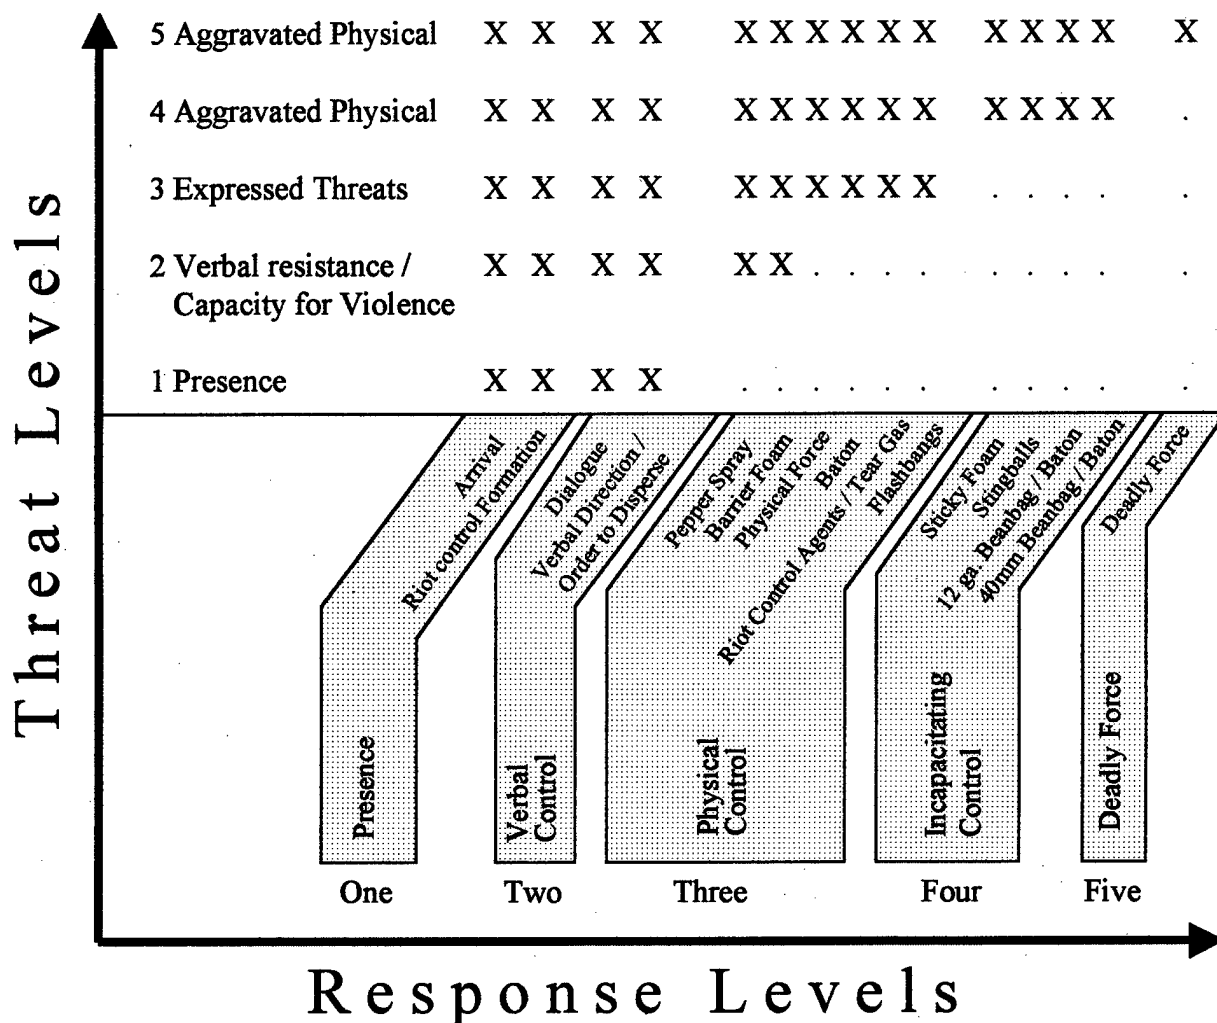 Threat Levels
5 Aggravated Physical X X X X X X X X X X X X X X X
4 Aggravated Physical X X X X X X X X X X X X X X .
3 Expressed Threats X X X X X X X X X X . . . . .
2 Verbal resistance / X X X X X X . . . . . . . . .
Capacity for Violence
1 Presence X X X X . . . . . . . . . . .
Arrival
Riot control Formation
Dialogue
Verbal Direction /
Order to Disperse
Pepper Spray
Barrier Foam
Physical Force
Baton
Riot Control Agents / Tear Gas
Flashbangs
Sticky Foam
Stingballs
12 ga. Beanbag / Baton
40mm Beanbag / Baton
Deadly Force
Presence
Verbal
Control
Physical
Control
Incapacitating
Control
Deadly Force
One Two Three Four Five
Response Levels